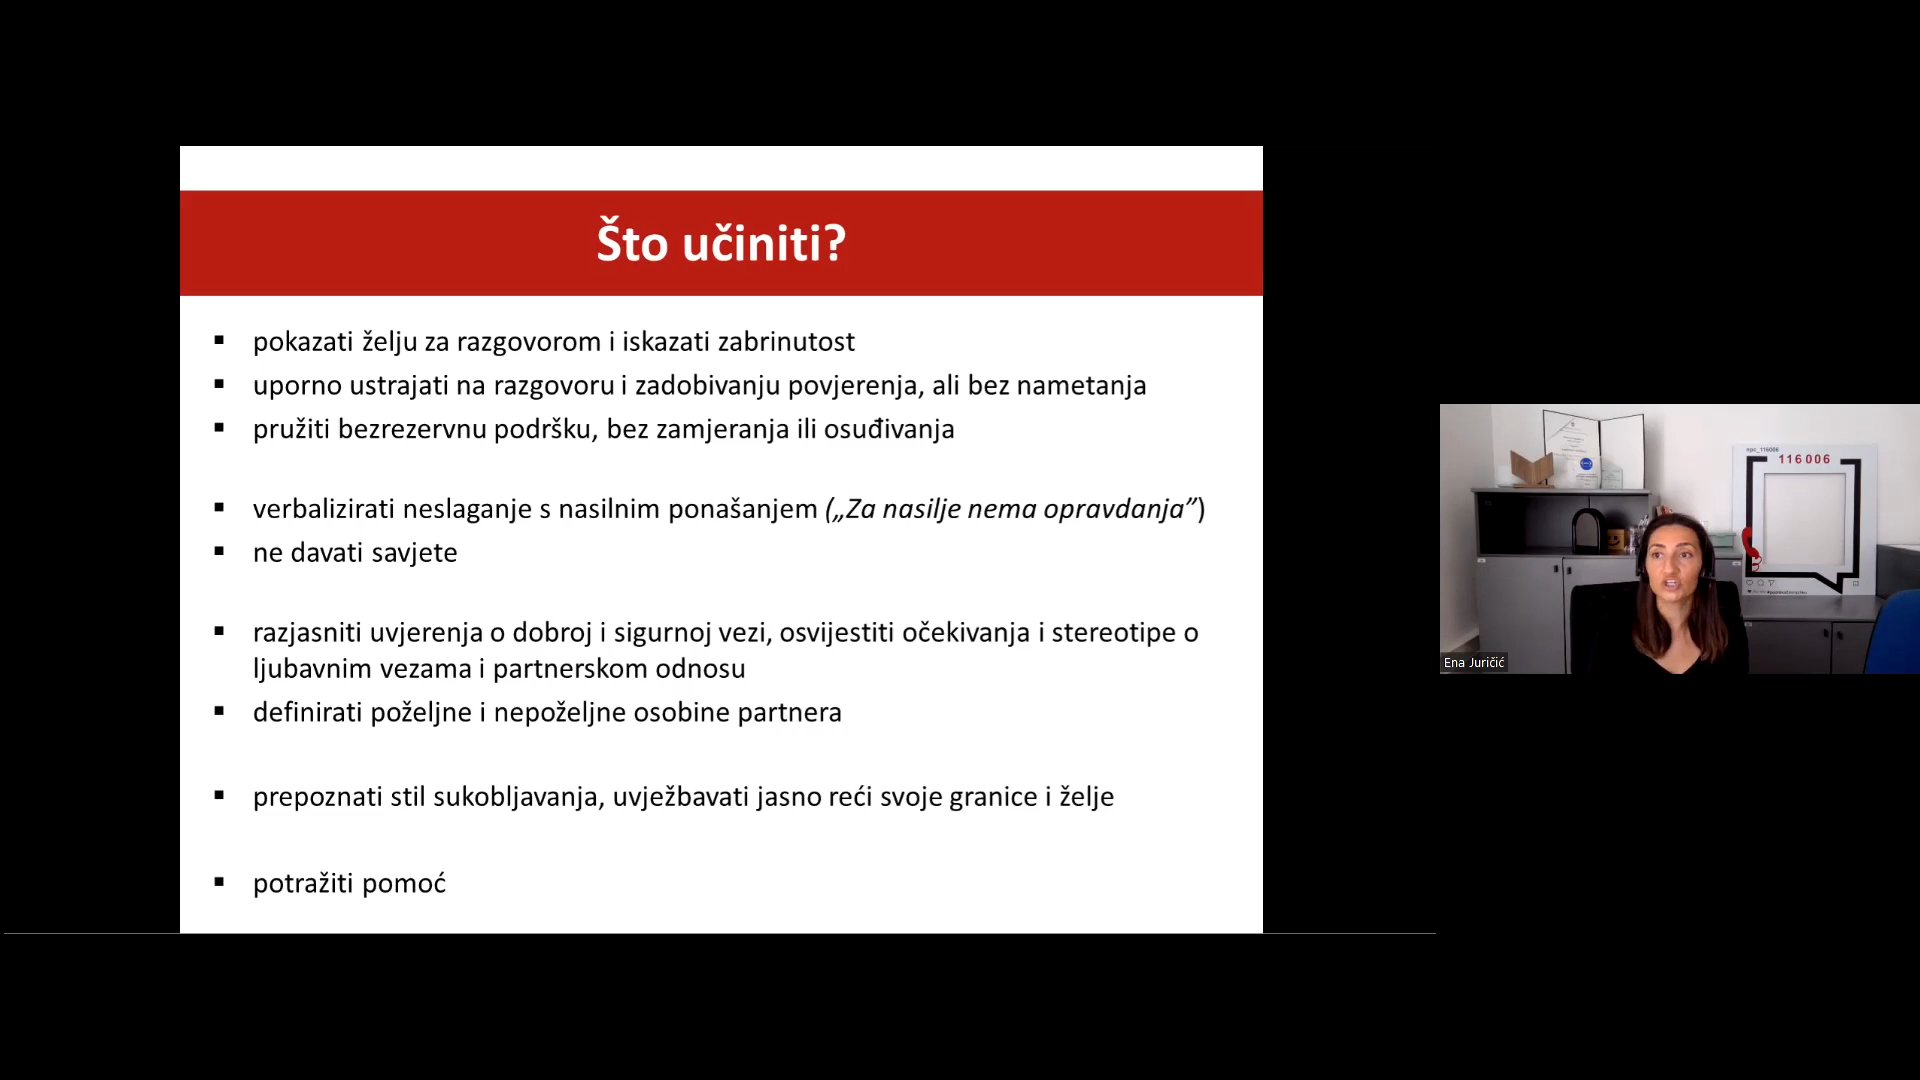 Što učiniti?
▪ pokazati želju za razgovorom i iskazati zabrinutost
▪ uporno ustrajati na razgovoru i zadobivanju povjerenja, ali bez nametanja
▪ pružiti bezrezervnu podršku, bez zamjeranja ili osuđivanja
▪ verbalizirati neslaganje s nasilnim ponašanjem („Za nasilje nema opravdanja”)
▪ ne davati savjete
▪ razjasniti uvjerenja o dobroj i sigurnoj vezi, osvijestiti očekivanja i stereotipe o
ljubavnim vezama i partnerskom odnosu
▪ definirati poželjne i nepoželjne osobine partnera
▪ prepoznati stil sukobljavanja, uvježbavati jasno reći svoje granice i želje
▪ potražiti pomoć
npc_116006
116 006
Ena Juričić